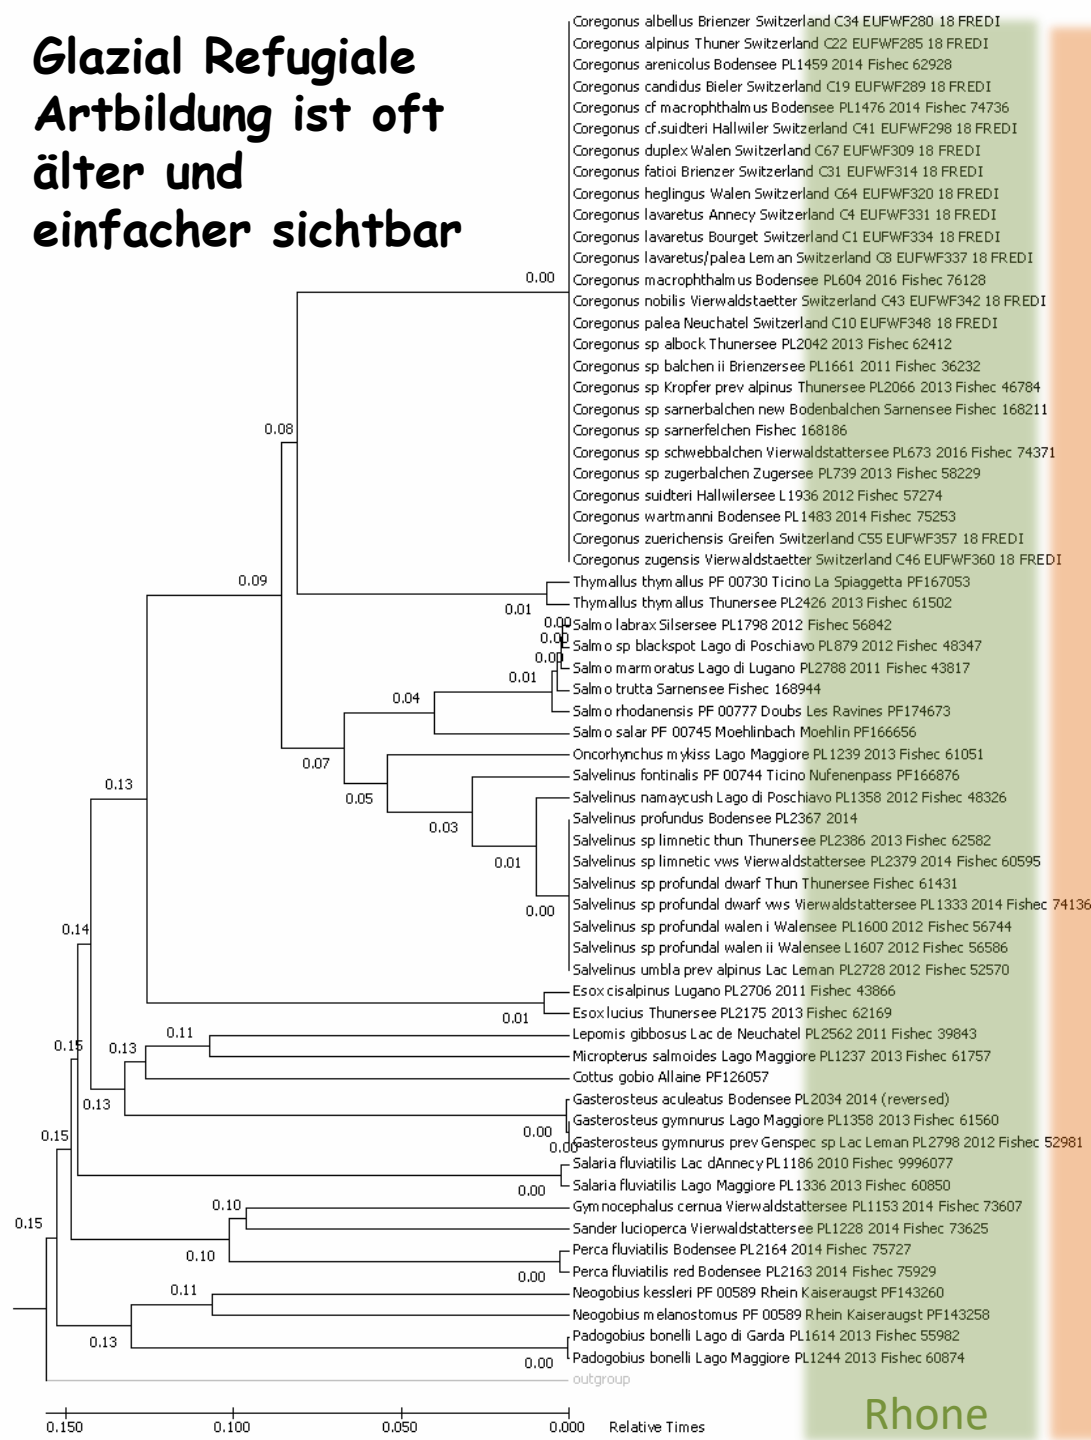 Glazial Refugiale
Artbildung ist oft
älter und
einfacher sichtbar
Coregonus albellus Brienzer Switzerland C34 EUFWF280 18 FREDI
Coregonus alpinus Thuner Switzerland C22 EUFWF285 18 FREDI
Coregonus arenicolus Bodensee PL1459 2014 Fishec 62928
Coregonus candidus Bieler Switzerland C19 EUFWF289 18 FREDI
Coregonus cf macrophthalmus Bodensee PL1476 2014 Fishec 74736
Coregonus cf.suidteri Hallwiler Switzerland C41 EUFWF298 18 FREDI
Coregonus duplex Walen Switzerland C67 EUFWF309 18 FREDI
Coregonus fatioi Brienzer Switzerland C31 EUFWF314 18 FREDI
Coregonus heglingus Walen Switzerland C64 EUFWF320 18 FREDI
Coregonus lavaretus Annecy Switzerland C4 EUFWF331 18 FREDI
Coregonus lavaretus Bourget Switzerland C1 EUFWF334 18 FREDI
Coregonus lavaretus/palea Leman Switzerland C8 EUFWF337 18 FREDI
Coregonus macrophthalmus Bodensee PL604 2016 Fishec 76128
Coregonus nobilis Vierwaldstaetter Switzerland C43 EUFWF342 18 FREDI
Coregonus palea Neuchatel Switzerland C10 EUFWF348 18 FREDI
Coregonus sp albock Thunersee PL2042 2013 Fishec 62412
Coregonus sp balchen ii Brienzersee PL1661 2011 Fishec 36232
Coregonus sp Kropfer prev alpinus Thunersee PL2066 2013 Fishec 46784
Coregonus sp sarnerbalchen new Bodenbalchen Sarnensee Fishec 168211
Coregonus sp sarnerfelchen Fishec 168186
Coregonus sp schwebbalchen Vierwaldstattersee PL673 2016 Fishec 74371
Coregonus sp zugerbalchen Zugersee PL739 2013 Fishec 58229
Coregonus suidteri Hallwilersee L1936 2012 Fishec 57274
Coregonus wartmanni Bodensee PL1483 2014 Fishec 75253
Coregonus zuerichensis Greifen Switzerland C55 EUFWF357 18 FREDI
Coregonus zugensis Vierwaldstaetter Switzerland C46 EUFWF360 18 FREDI
Thymallus thymallus PF 00730 Ticino La Spiaggetta PF167053
Thymallus thymallus Thunersee PL2426 2013 Fishec 61502
Salmo labrax Silsersee PL1798 2012 Fishec 56842
Salmo sp blackspot Lago di Poschiavo PL879 2012 Fishec 48347
Salmo marmoratus Lago di Lugano PL2788 2011 Fishec 43817
Salmo trutta Sarnensee Fishec 168944
Salmo rhodanensis PF 00777 Doubs Les Ravines PF174673
Salmo salar PF 00745 Moehlinbach Moehlin PF166656
Oncorhynchus mykiss Lago Maggiore PL1239 2013 Fishec 61051
Salvelinus fontinalis PF 00744 Ticino Nufenenpass PF166876
Salvelinus namaycush Lago di Poschiavo PL1358 2012 Fishec 48326
Salvelinus profundus Bodensee PL2367 2014
Salvelinus sp limnetic thun Thunersee PL2386 2013 Fishec 62582
Salvelinus sp limnetic vws Vierwaldstattersee PL2379 2014 Fishec 60595
Salvelinus sp profundal dwarf Thun Thunersee Fishec 61431
Salvelinus sp profundal dwarf vws Vierwaldstattersee PL1333 2014 Fishec 74136
Salvelinus sp profundal walen i Walensee PL1600 2012 Fishec 56744
Salvelinus sp profundal walen ii Walensee L1607 2012 Fishec 56586
Salvelinus umbla prev alpinus Lac Leman PL2728 2012 Fishec 52570
Esox cisalpinus Lugano PL2706 2011 Fishec 43866
Esox lucius Thunersee PL2175 2013 Fishec 62169
Lepomis gibbosus Lac de Neuchatel PL2562 2011 Fishec 39843
Micropterus salmoides Lago Maggiore PL1237 2013 Fishec 61757
Cottus gobio Allaine PF126057
Gasterosteus aculeatus Bodensee PL2034 2014 (reversed)
Gasterosteus gymnurus Lago Maggiore PL1358 2013 Fishec 61560
Gasterosteus gymnurus prev Genspec sp Lac Leman PL2798 2012 Fishec 52981
Salaria fluviatilis Lac dAnnecy PL1186 2010 Fishec 9996077
Salaria fluviatilis Lago Maggiore PL1336 2013 Fishec 60850
Gymnocephalus cernua Vierwaldstattersee PL1153 2014 Fishec 73607
Sander lucioperca Vierwaldstattersee PL1228 2014 Fishec 73625
Perca fluviatilis Bodensee PL2164 2014 Fishec 75727
Perca fluviatilis red Bodensee PL2163 2014 Fishec 75929
Neogobius kessleri PF 00589 Rhein Kaiseraugst PF143260
Neogobius melanostomus PF 00589 Rhein Kaiseraugst PF143258
Padogobius bonelli Lago di Garda PL1614 2013 Fishec 55982
Padogobius bonelli Lago Maggiore PL1244 2013 Fishec 60874
outgroup
0.00
0.08
0.09
0.01
0.00
0.00
0.00
0.01
0.04
0.07
0.05
0.03
0.01
0.00
0.13
0.14
0.01
0.11
0.13
0.15
0.13
0.00
0.00
0.15
0.00
0.10
0.10
0.00
0.15
0.11
0.13
0.00
0.150
0.100
0.050
0.000
Relative Times
Rhone